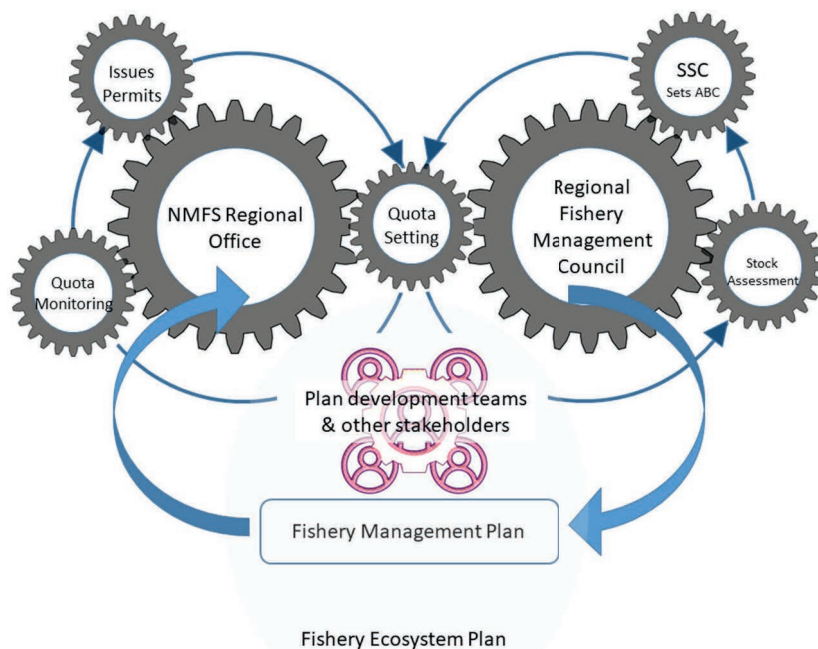 Issues
Permits
SSC
Sets ABC
NMFS Regional
Office
Quota
Setting
Regional
Fishery
Management
Council
Quota
Monitoring
Stock
Assessment
Plan development teams
& other stakeholders
Fishery Management Plan
Fishery Ecosystem Plan